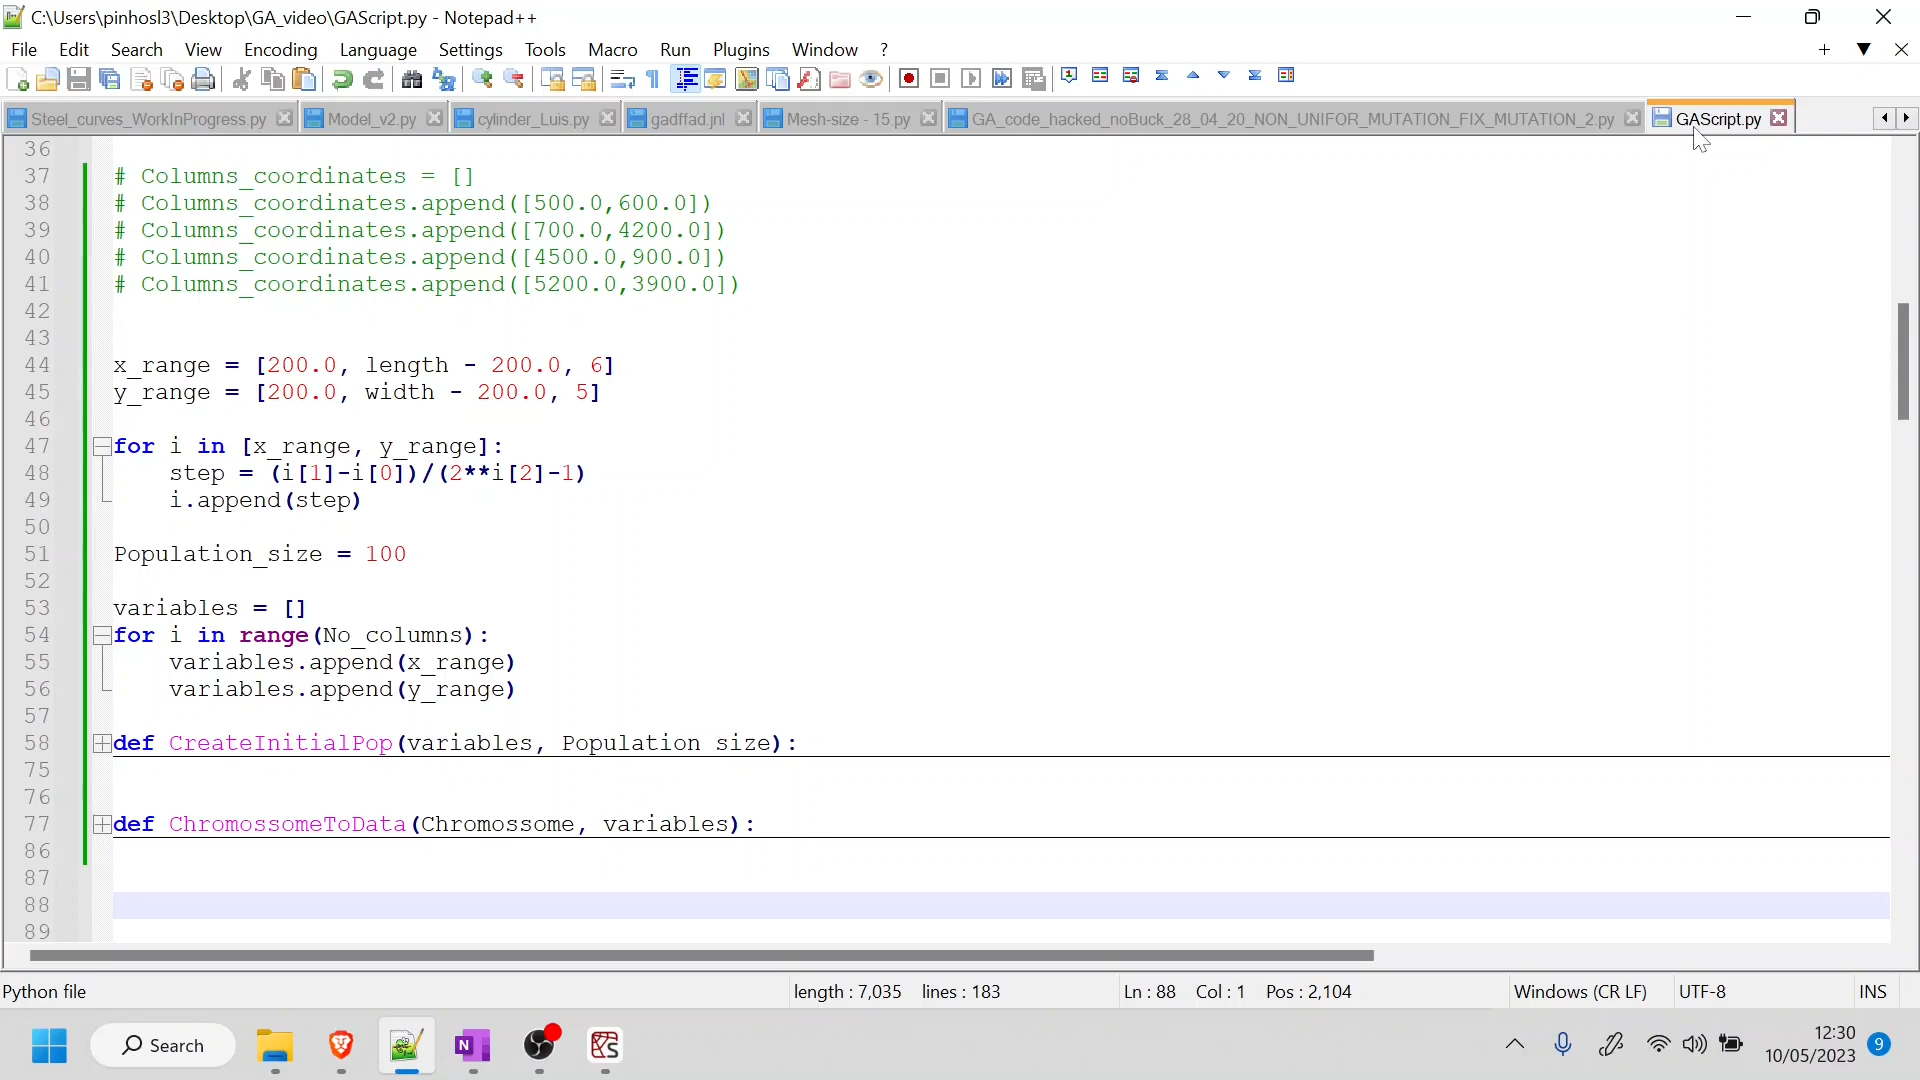 C:\Users\pinhosl3\Desktop\GA_video\GAScript.py - Notepad++
File Edit Search View Encoding Language Settings Tools Macro Run Plugins Window ?
Steel_curves_WorkInProgress.py Model_v2.py cylinder_Luis.py gadffad.jnl Mesh-size - 15.py GA_code_hacked_noBuck_28_04_20_NON_UNIFOR_MUTATION_FIX_MUTATION_2.py GAScript.py
36
37 # Columns_coordinates = []
38 # Columns_coordinates.append([500.0,600.0])
39 # Columns_coordinates.append([700.0,4200.0])
40 # Columns_coordinates.append([4500.0,900.0])
41 # Columns_coordinates.append([5200.0,3900.0])
42
43
44 x_range = [200.0, length - 200.0, 6]
45 y_range = [200.0, width - 200.0, 5]
46
47 for i in [x_range, y_range]:
48 step = (i[1]-i[0])/(2**i[2]-1)
49 i.append(step)
50
51 Population_size = 100
52
53 variables = []
54 for i in range(No_columns):
55 variables.append(x_range)
56 variables.append(y_range)
57
58 def CreateInitialPop(variables, Population_size):
75
76
77 def ChromossomeToData(Chromossome, variables):
86
87
88
89
Python file length : 7,035 lines : 183 Ln : 88 Col : 1 Pos : 2,104 Windows (CR LF) UTF-8 INS
Search
12:30
10/05/2023
9